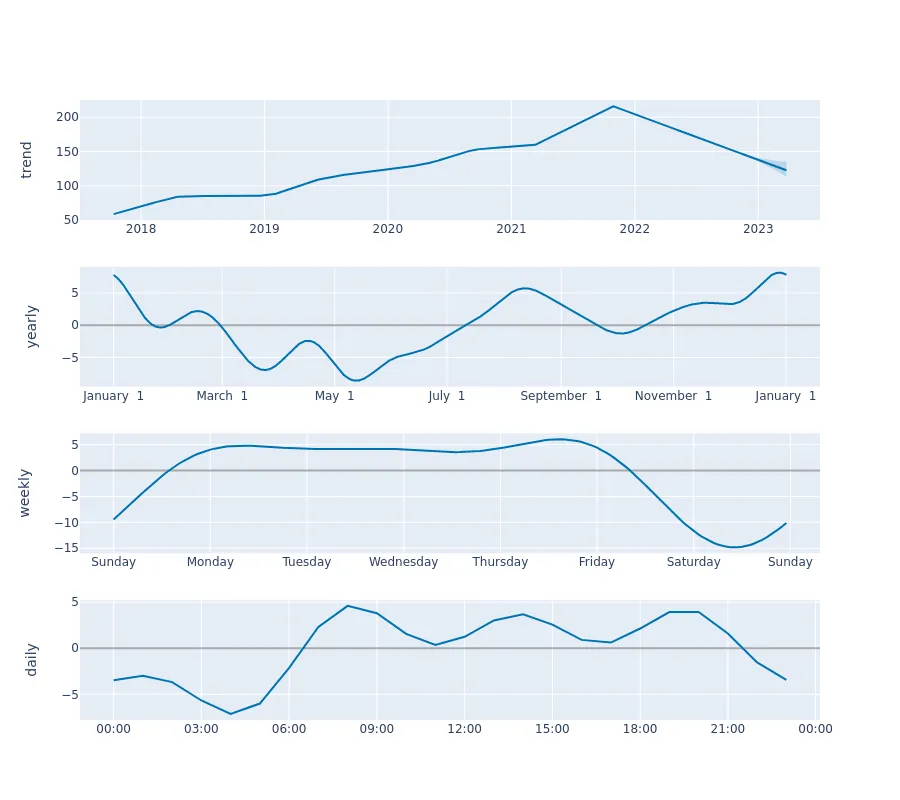 trend
200
150
100
50
2018 2019 2020 2021 2022 2023
yearly
5
0
−5
January 1 March 1 May 1 July 1 September 1 November 1 January 1
weekly
5
0
−5
−10
−15
Sunday Monday Tuesday Wednesday Thursday Friday Saturday Sunday
daily
5
0
−5
00:00 03:00 06:00 09:00 12:00 15:00 18:00 21:00 00:00